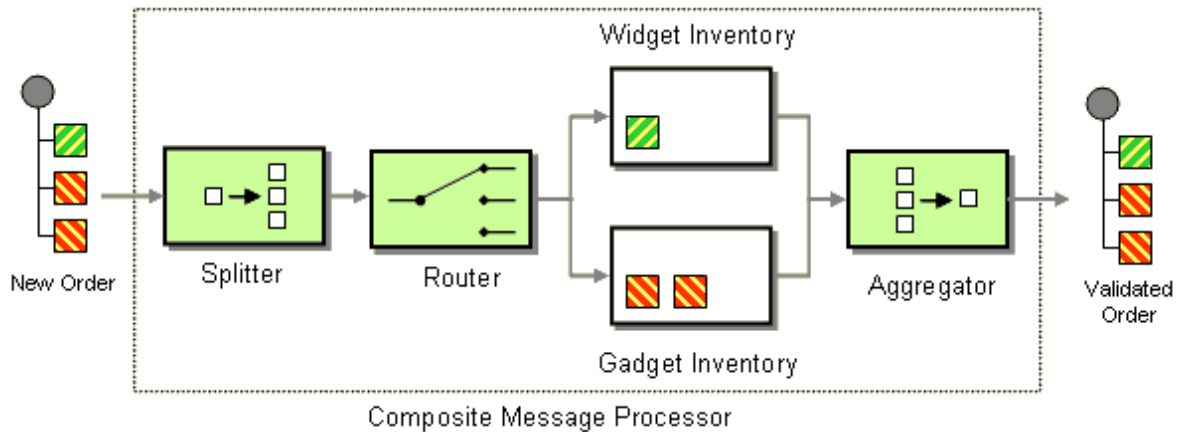 Widget Inventory
New Order
Splitter
Router
Aggregator
Validated
Order
Gadget Inventory
Composite Message Processor